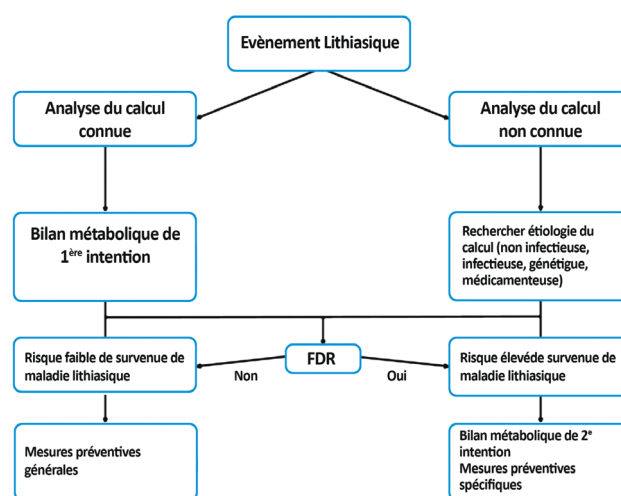 Evènement Lithiasique
Analyse du calcul
connue
Analyse du calcul
non connue
Bilan métabolique de
1ère intention
Rechercher étiologie du
calcul (non infectieuse,
infectieuse, génétigue,
médicamenteuse)
Risque faible de survenue de
maladie lithiasique
Non
FDR
Oui
Risque élevéde survenue de
maladie lithiasique
Mesures préventives
générales
Bilan métabolique de 2e
intention
Mesures préventives
spécifiques